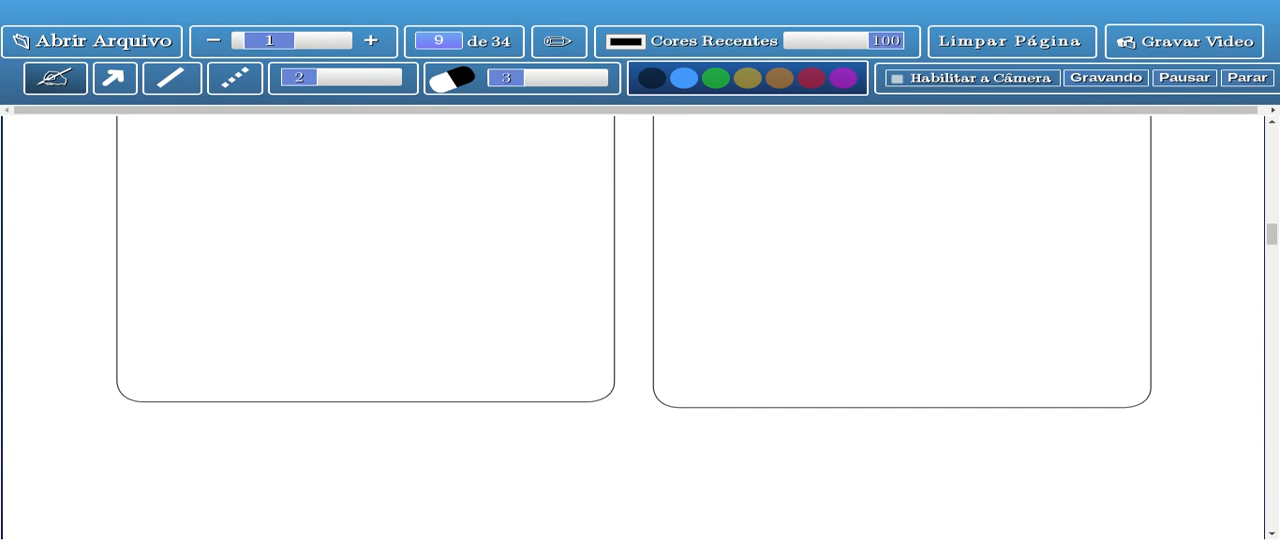 Abrir Arquivo − 1 + 9 de 34 Cores Recentes 100 Limpar Página Gravar Video
2 3 Habilitar a Câmera Gravando Pausar Parar